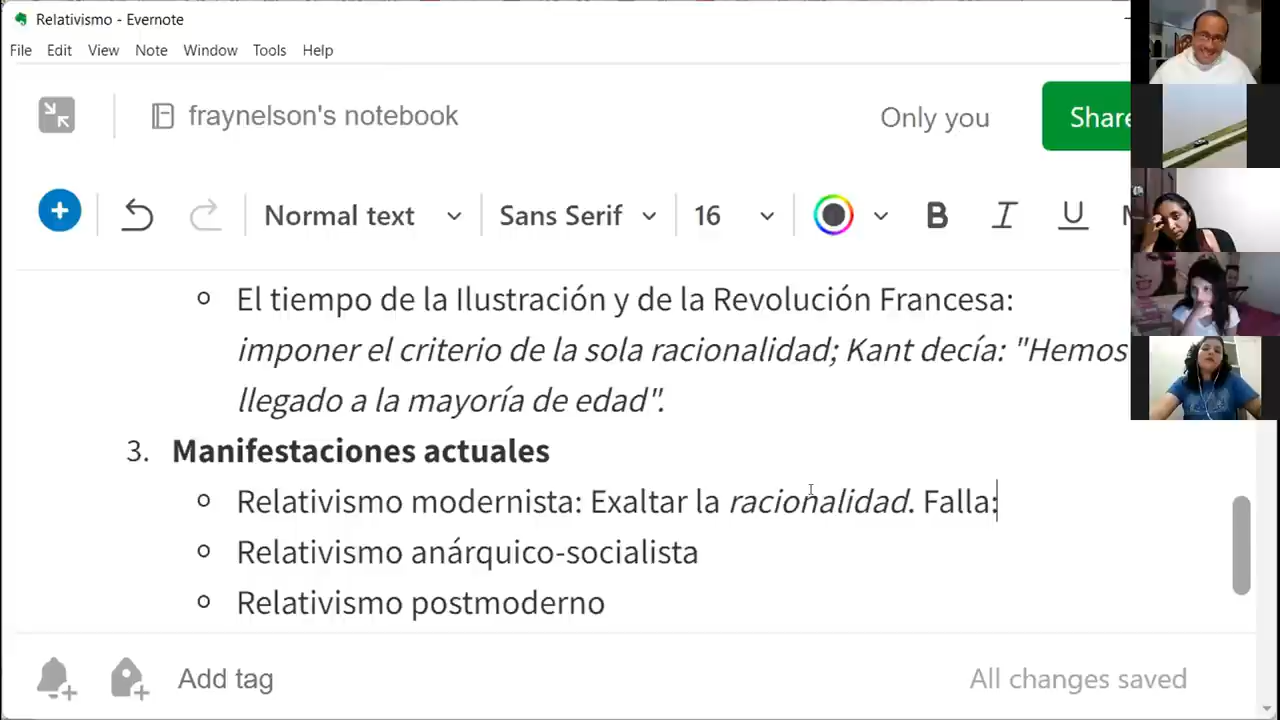 Relativismo - Evernote
File Edit View Note Window Tools Help
fraynelson's notebook
Only you
Share
Normal text
Sans Serif
16
B I U
El tiempo de la Ilustración y de la Revolución Francesa:
imponer el criterio de la sola racionalidad; Kant decía: "Hemos
llegado a la mayoría de edad".
3. Manifestaciones actuales
Relativismo modernista: Exaltar la racionalidad. Falla:
Relativismo anárquico-socialista
Relativismo postmoderno
Add tag
All changes saved